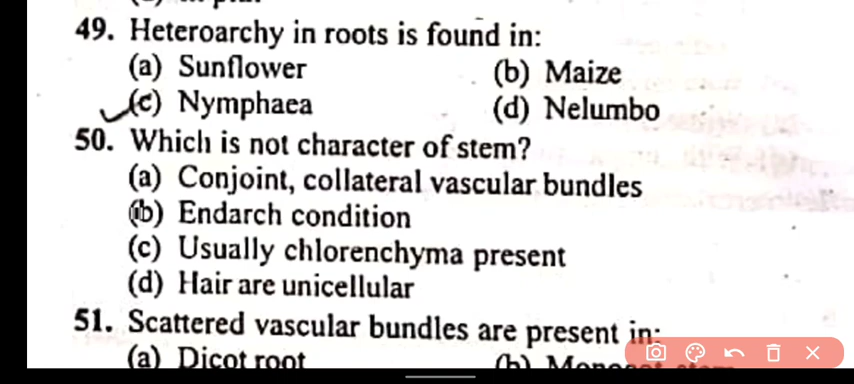 49. Heteroarchy in roots is found in:
(a) Sunflower (b) Maize
(c) Nymphaea (d) Nelumbo
50. Which is not character of stem?
(a) Conjoint, collateral vascular bundles
(b) Endarch condition
(c) Usually chlorenchyma present
(d) Hair are unicellular
51. Scattered vascular bundles are present in:
(a) Dicot root (b)